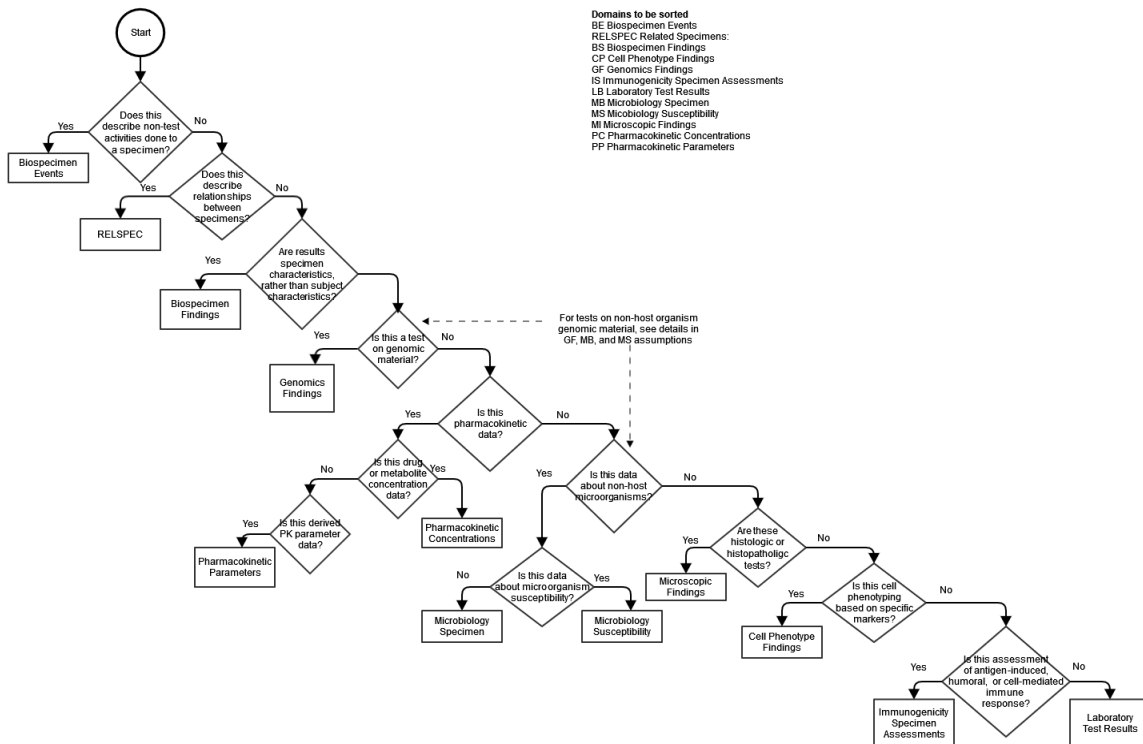 Domains to be sorted
BE Biospecimen Events
RELSPEC Related Specimens:
BS Biospecimen Findings
CP Cell Phenotype Findings
GF Genomics Findings
IS Immunogenicity Specimen Assessments
LB Laboratory Test Results
MB Microbiology Specimen
MS Micobiology Susceptibility
MI Microscopic Findings
PC Pharmacokinetic Concentrations
PP Pharmacokinetic Parameters
Start
Does this
describe non-test
activities done to
a specimen?
Yes
No
Biospecimen
Events
Does this
describe
relationships
between
specimens?
Yes
No
RELSPEC
Are results
specimen
characteristics,
rather than subject
characteristics?
Yes
No
Biospecimen
Findings
For tests on non-host organism
genomic material, see details in
GF, MB, and MS assumptions
Is this a test
on genomic
material?
Yes
No
Genomics
Findings
Is this
pharmacokinetic
data?
Yes
No
Is this drug
or metabolite
concentration
data?
No
Yes
Pharmacokinetic
Concentrations
Is this derived
PK parameter
data?
Yes
Pharmacokinetic
Parameters
Is this data
about non-host
microorganisms?
Yes
No
Is this data
about microorganism
susceptibility?
No
Yes
Microbiology
Specimen
Microbiology
Susceptibility
Are these
histologic or
histopatholigc
tests?
Yes
No
Microscopic
Findings
Is this cell
phenotyping
based on specific
markers?
Yes
No
Cell Phenotype
Findings
Is this assessment
of antigen-induced,
humoral, or cell-mediated
immune
response?
Yes
No
Immunogenicity
Specimen
Assessments
Laboratory
Test Results